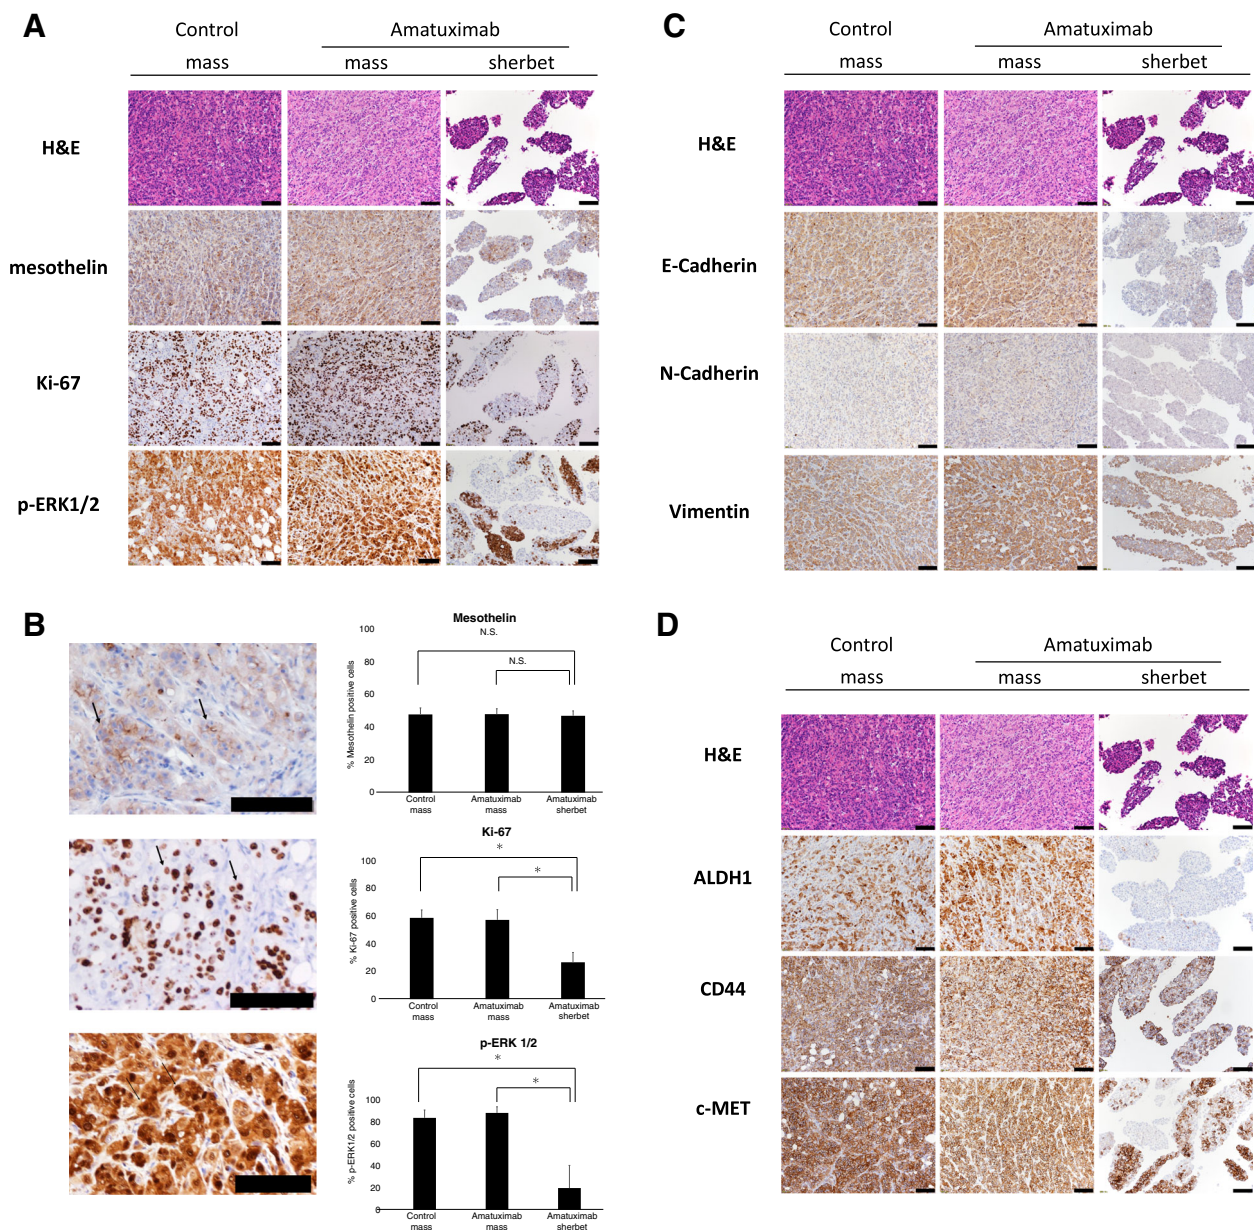 A
Control
Amatuximab
mass
mass
sherbet
H&E
mesothelin
Ki-67
p-ERK1/2
C
Control
Amatuximab
mass
mass
sherbet
H&E
E-Cadherin
N-Cadherin
Vimentin
B
Mesothelin
N.S.
N.S.
% Mesothelin positive cells
100
80
60
40
20
0
Control mass
Amatuximab mass
Amatuximab sherbet
Ki-67
*
*
% Ki-67 positive cells
100
80
60
40
20
0
Control mass
Amatuximab mass
Amatuximab sherbet
p-ERK 1/2
*
*
% p-ERK1/2 positive cells
100
80
60
40
20
0
Control mass
Amatuximab mass
Amatuximab sherbet
D
Control
Amatuximab
mass
mass
sherbet
H&E
ALDH1
CD44
c-MET